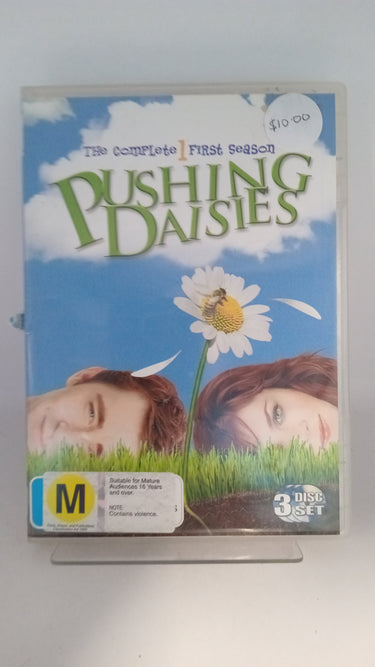 $10.00
The Complete 1 First Season
PUSHING
DAISIES
M
Suitable for Mature
Audiences 16 Years
and over.
NOTE:
Contains violence.
3 DISC
SET